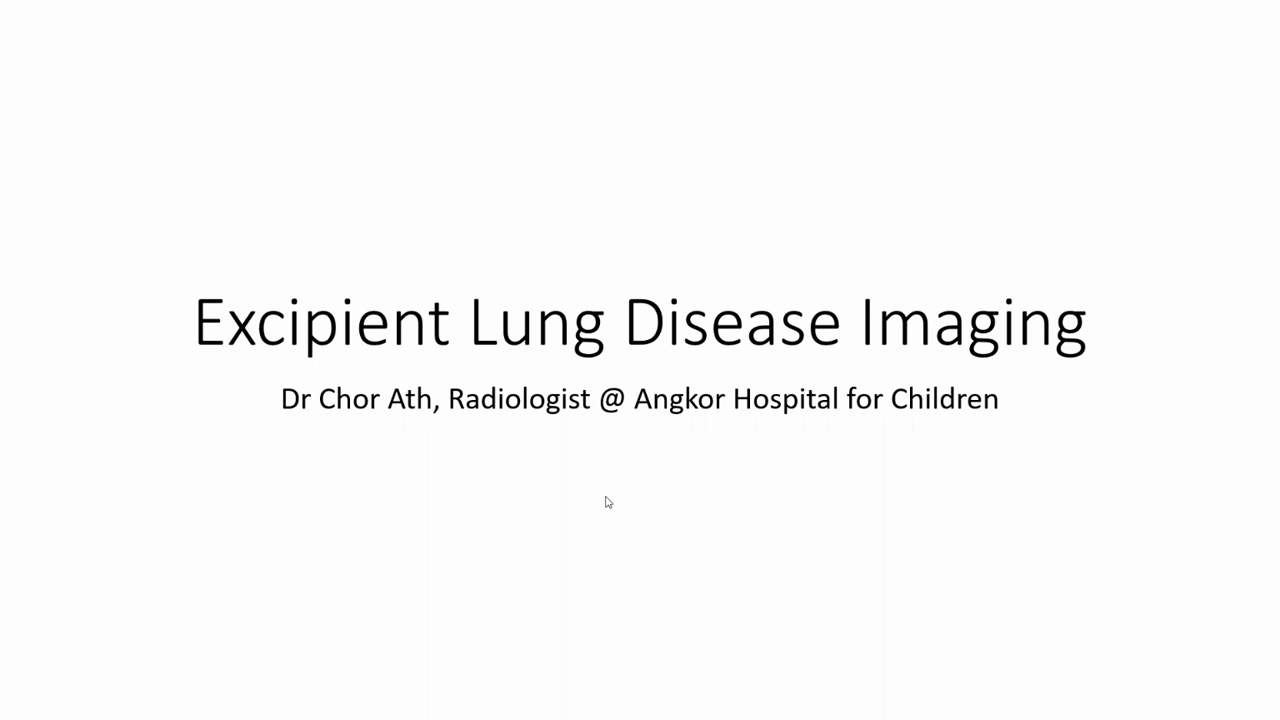 Excipient Lung Disease Imaging
Dr Chor Ath, Radiologist @ Angkor Hospital for Children